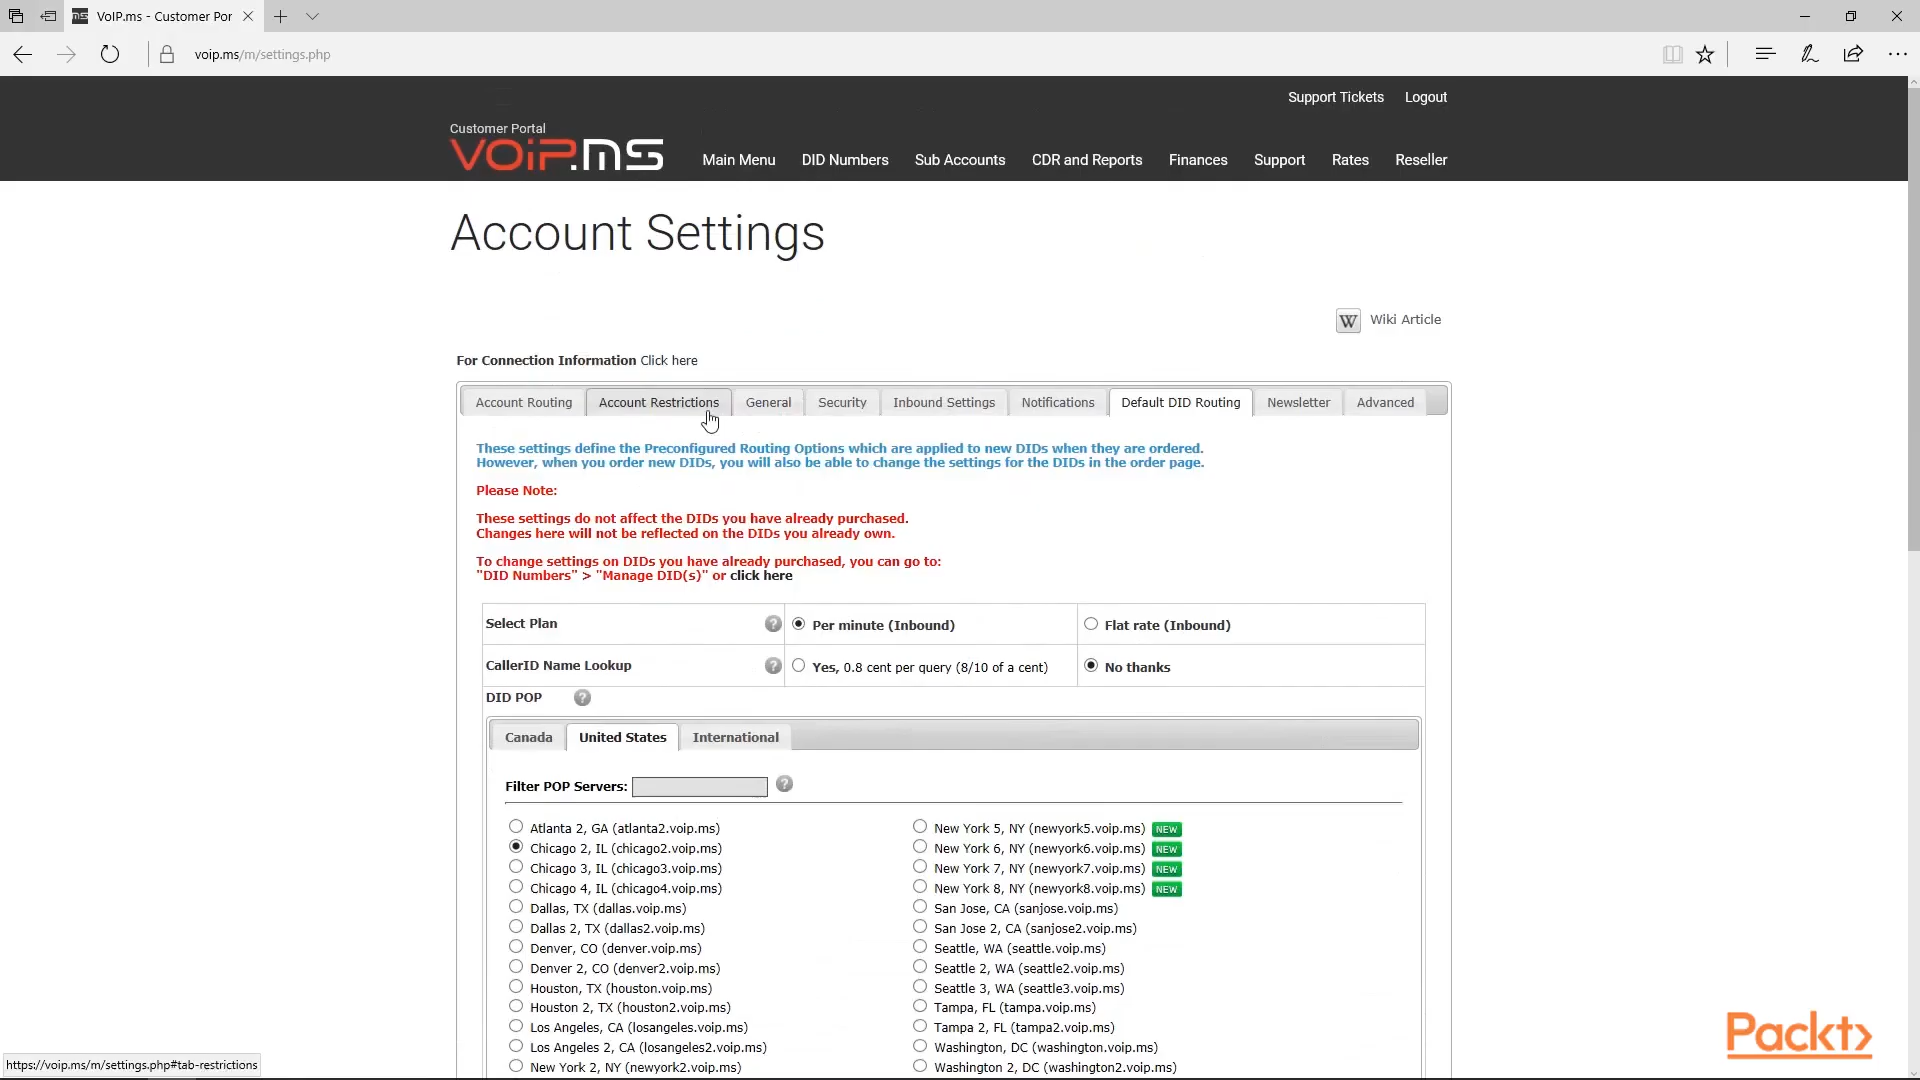 VoIP.ms - Customer Por
voip.ms/m/settings.php
Support Tickets Logout
Customer Portal
VOIP.MS
Main Menu DID Numbers Sub Accounts CDR and Reports Finances Support Rates Reseller
Account Settings
W Wiki Article
For Connection Information Click here
Account Routing Account Restrictions General Security Inbound Settings Notifications Default DID Routing Newsletter Advanced
These settings define the Preconfigured Routing Options which are applied to new DIDs when they are ordered.
However, when you order new DIDs, you will also be able to change the settings for the DIDs in the order page.
Please Note:
These settings do not affect the DIDs you have already purchased.
Changes here will not be reflected on the DIDs you already own.
To change settings on DIDs you have already purchased, you can go to:
"DID Numbers" > "Manage DID(s)" or click here
Select Plan ? Per minute (Inbound) Flat rate (Inbound)
CallerID Name Lookup ? Yes, 0.8 cent per query (8/10 of a cent) No thanks
DID POP ?
Canada United States International
Filter POP Servers: ?
Atlanta 2, GA (atlanta2.voip.ms) New York 5, NY (newyork5.voip.ms) NEW
Chicago 2, IL (chicago2.voip.ms) New York 6, NY (newyork6.voip.ms) NEW
Chicago 3, IL (chicago3.voip.ms) New York 7, NY (newyork7.voip.ms) NEW
Chicago 4, IL (chicago4.voip.ms) New York 8, NY (newyork8.voip.ms) NEW
Dallas, TX (dallas.voip.ms) San Jose, CA (sanjose.voip.ms)
Dallas 2, TX (dallas2.voip.ms) San Jose 2, CA (sanjose2.voip.ms)
Denver, CO (denver.voip.ms) Seattle, WA (seattle.voip.ms)
Denver 2, CO (denver2.voip.ms) Seattle 2, WA (seattle2.voip.ms)
Houston, TX (houston.voip.ms) Seattle 3, WA (seattle3.voip.ms)
Houston 2, TX (houston2.voip.ms) Tampa, FL (tampa.voip.ms)
Los Angeles, CA (losangeles.voip.ms) Tampa 2, FL (tampa2.voip.ms)
Los Angeles 2, CA (losangeles2.voip.ms) Washington, DC (washington.voip.ms)
New York 2, NY (newyork2.voip.ms) Washington 2, DC (washington2.voip.ms)
Packt>
https://voip.ms/m/settings.php#tab-restrictions